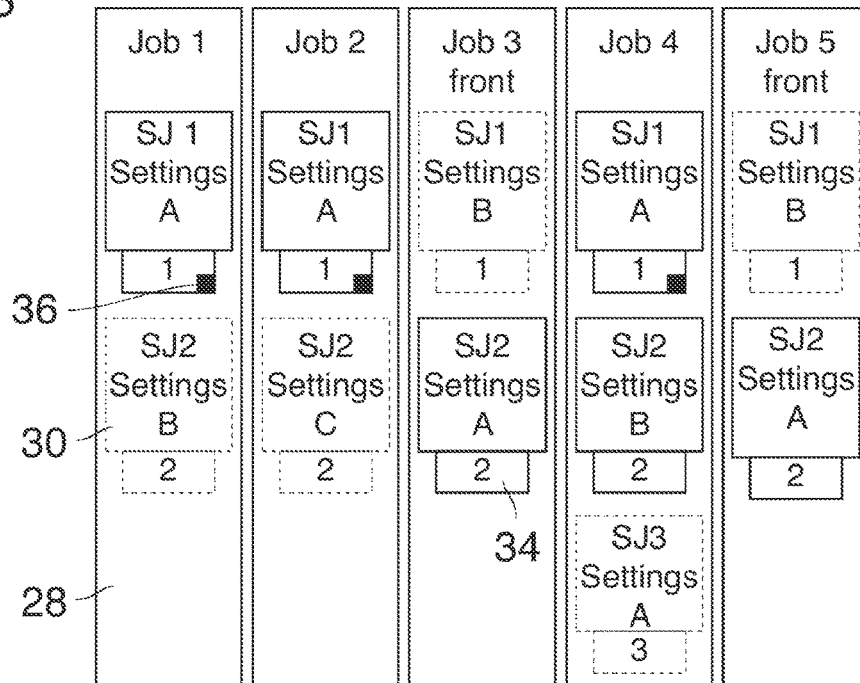 Job 1
SJ 1
Settings
A
1
36
SJ2
Settings
B
2
30
28
Job 2
SJ1
Settings
A
1
SJ2
Settings
C
2
Job 3
front
SJ1
Settings
B
1
SJ2
Settings
A
2
34
Job 4
SJ1
Settings
A
1
SJ2
Settings
B
2
SJ3
Settings
A
3
Job 5
front
SJ1
Settings
B
1
SJ2
Settings
A
2